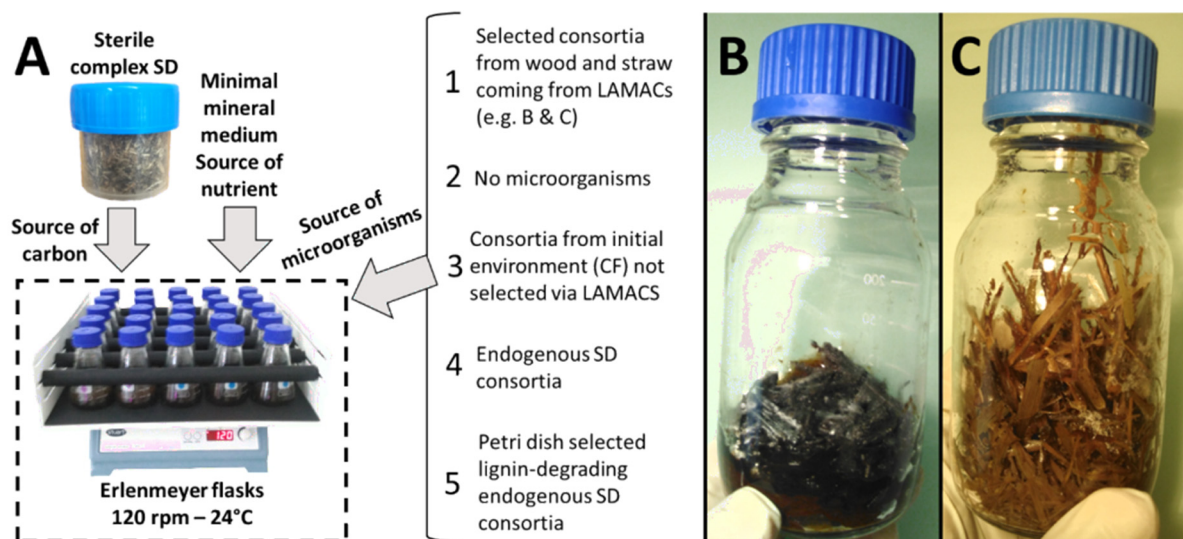 A
Sterile
complex SD
Minimal
mineral
medium
Source of
nutrient
Source of
carbon
Source of
microorganisms
120
Erlenmeyer flasks
120 rpm – 24°C
1
Selected consortia
from wood and straw
coming from LAMACs
(e.g. B & C)
2
No microorganisms
3
Consortia from initial
environment (CF) not
selected via LAMACS
4
Endogenous SD
consortia
5
Petri dish selected
lignin-degrading
endogenous SD
consortia
B
C